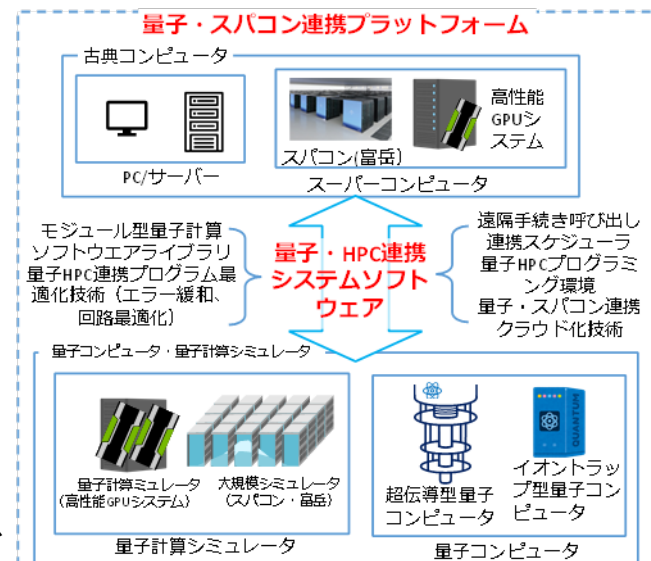 量子・スパコン連携プラットフォーム
古典コンピュータ
PC/サーバー
スパコン(富岳)
高性能
GPUシ
ステム
スーパーコンピュータ
モジュール型量子計算
ソフトウエアライブラリ
量子HPC連携プログラム最
適化技術（エラー緩和、
回路最適化）
量子・HPC連携
システムソフト
ウェア
遠隔手続き呼び出し
連携スケジューラ
量子HPCプログラミ
ング環境
量子・スパコン連携
クラウド化技術
量子コンピュータ・量子計算シミュレータ
量子計算ミュレータ
(高性能GPUシステム)
大規模シミュレータ
(スパコン・富岳)
量子計算シミュレータ
超伝導型量子
コンピュータ
QUANTUM
イオントラッ
プ型量子コン
ピュータ
量子コンピュータ